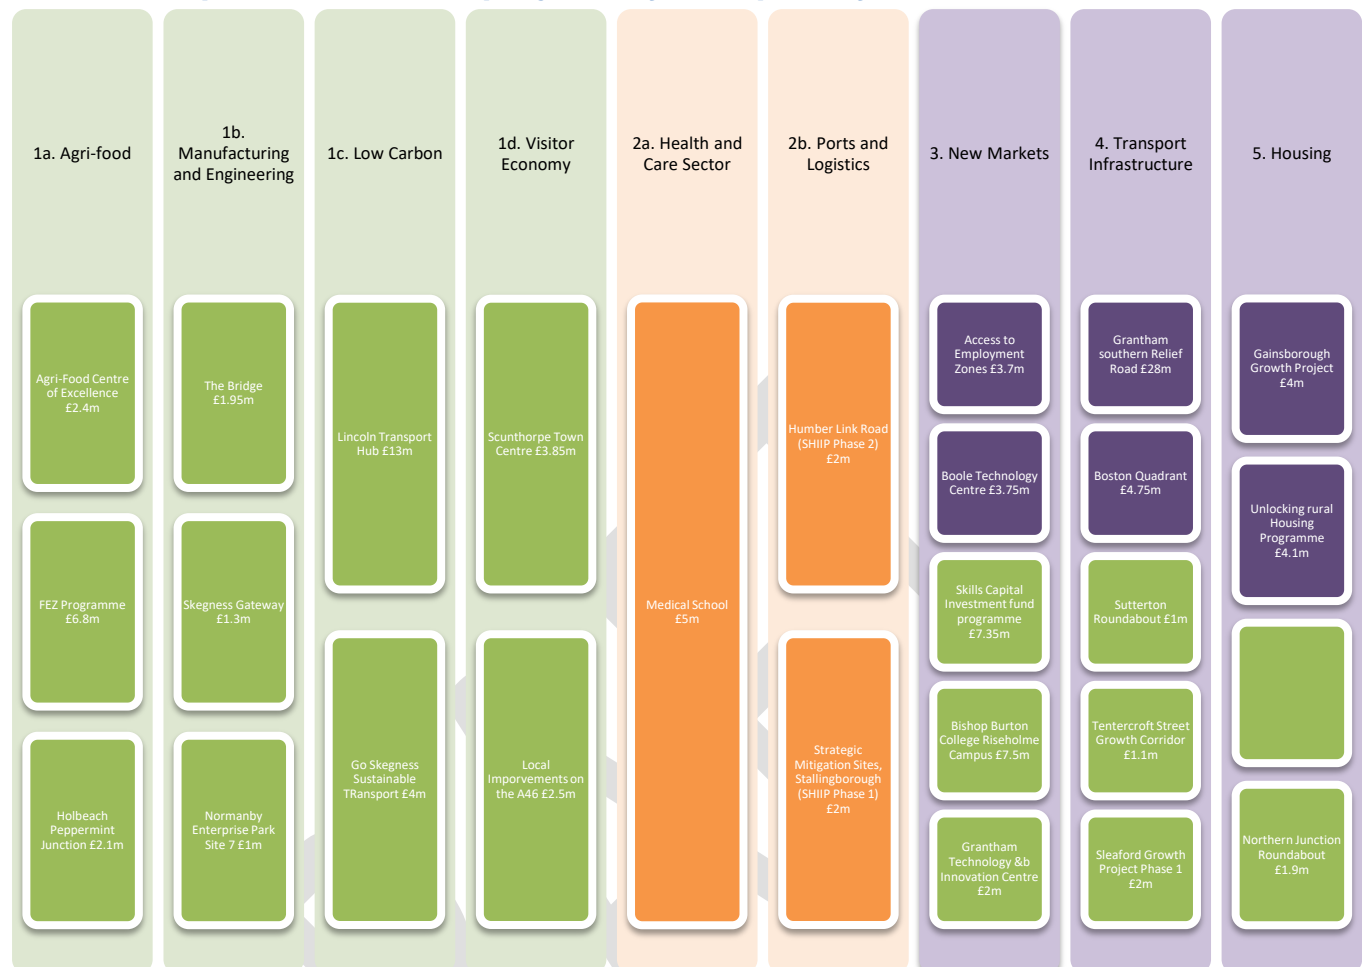 1a. Agri-food
1b.
Manufacturing
and Engineering
1c. Low Carbon
1d. Visitor
Economy
2a. Health and
Care Sector
2b. Ports and
Logistics
3. New Markets
4. Transport
Infrastructure
5. Housing
Agri-Food Centre
of Excellence
£2.4m
FEZ Programme
£6.8m
Holbeach
Peppermint
Junction £2.1m
The Bridge
£1.95m
Skegness Gateway
£1.3m
Normanby
Enterprise Park
Site 7 £1m
Lincoln Transport
Hub £13m
Go Skegness
Sustainable
TRansport £4m
Scunthorpe Town
Centre £3.85m
Local
Imporvements on
the A46 £2.5m
Medical School
£5m
Humber Link Road
(SHIIP Phase 2)
£2m
Strategic
Mitigation Sites,
Stallingborough
(SHIIP Phase 1)
£2m
Access to
Employment
Zones £3.7m
Boole Technology
Centre £3.75m
Skills Capital
Investment fund
programme
£7.35m
Bishop Burton
College Riseholme
Campus £7.5m
Grantham
Technology &b
Innovation Centre
£2m
Grantham
southern Relief
Road £28m
Boston Quadrant
£4.75m
Sutterton
Roundabout £1m
Tentercroft Street
Growth Corridor
£1.1m
Sleaford Growth
Project Phase 1
£2m
Gainsborough
Growth Project
£4m
Unlocking rural
Housing
Programme
£4.1m
Northern Junction
Roundabout
£1.9m